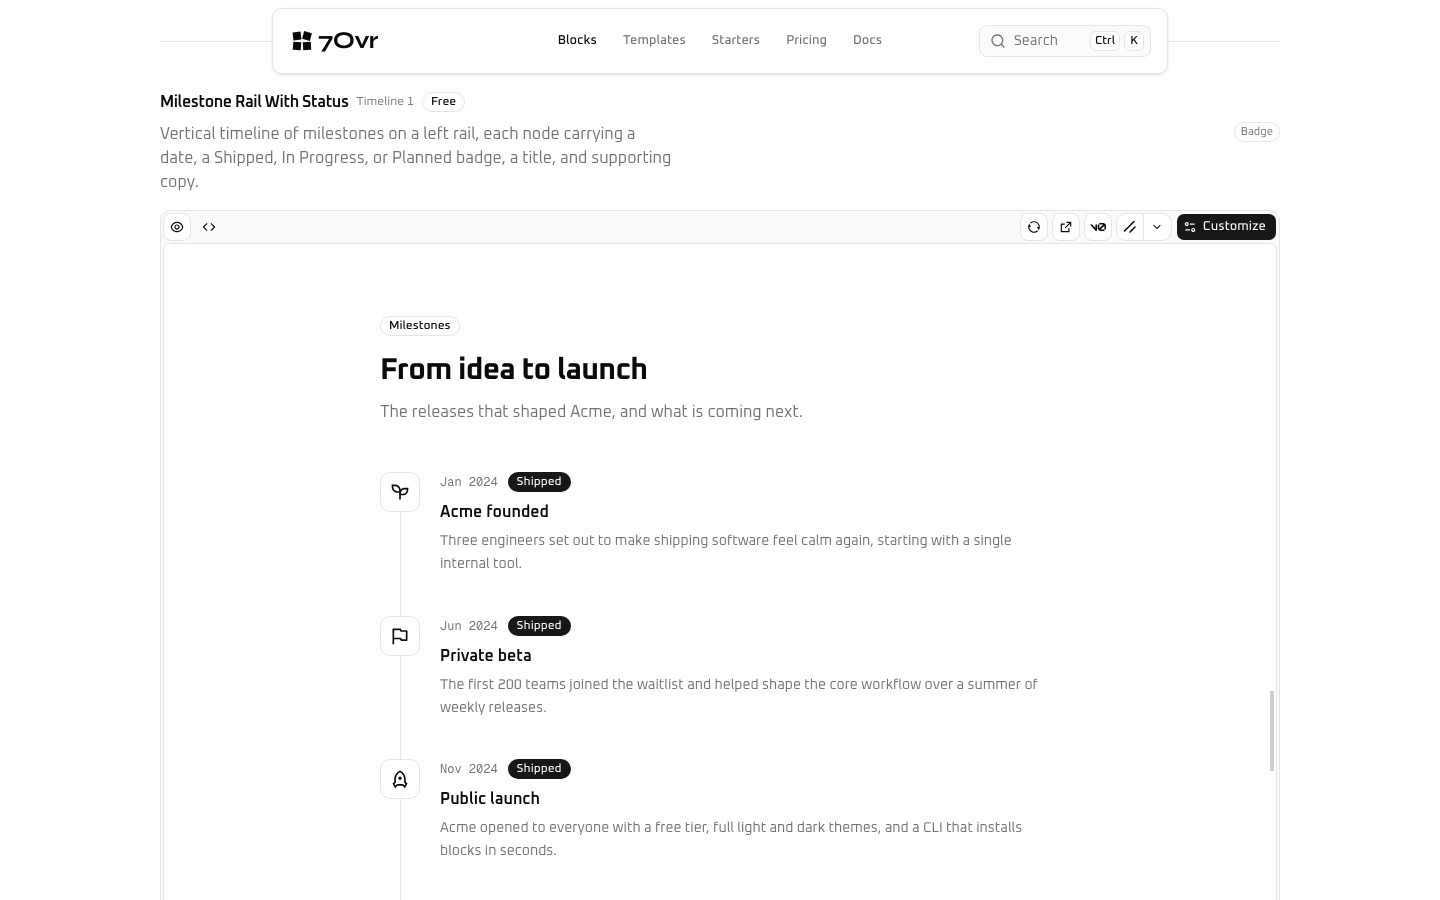 7Ovr
Blocks Templates Starters Pricing Docs
Search Ctrl K
Milestone Rail With Status Timeline 1 Free
Vertical timeline of milestones on a left rail, each node carrying a
date, a Shipped, In Progress, or Planned badge, a title, and supporting
copy.
Badge
v0
Customize
Milestones
From idea to launch
The releases that shaped Acme, and what is coming next.
Jan 2024 Shipped
Acme founded
Three engineers set out to make shipping software feel calm again, starting with a single
internal tool.
Jun 2024 Shipped
Private beta
The first 200 teams joined the waitlist and helped shape the core workflow over a summer of
weekly releases.
Nov 2024 Shipped
Public launch
Acme opened to everyone with a free tier, full light and dark themes, and a CLI that installs
blocks in seconds.